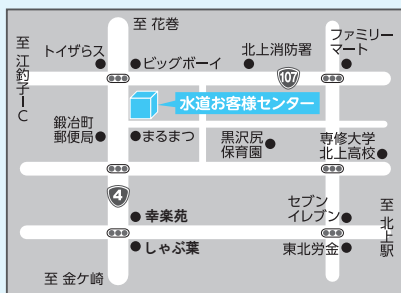 至 花巻
至 江釣子IC
トイザらス
ビッグボーイ
北上消防署
ファミリー
マート
107
水道お客様センター
鍛冶町
郵便局
まるまつ
黒沢尻
保育園
専修大学
北上高校
4
幸楽苑
しゃぶ葉
セブン
イレブン
東北労金
至 北上駅
至 金ケ崎